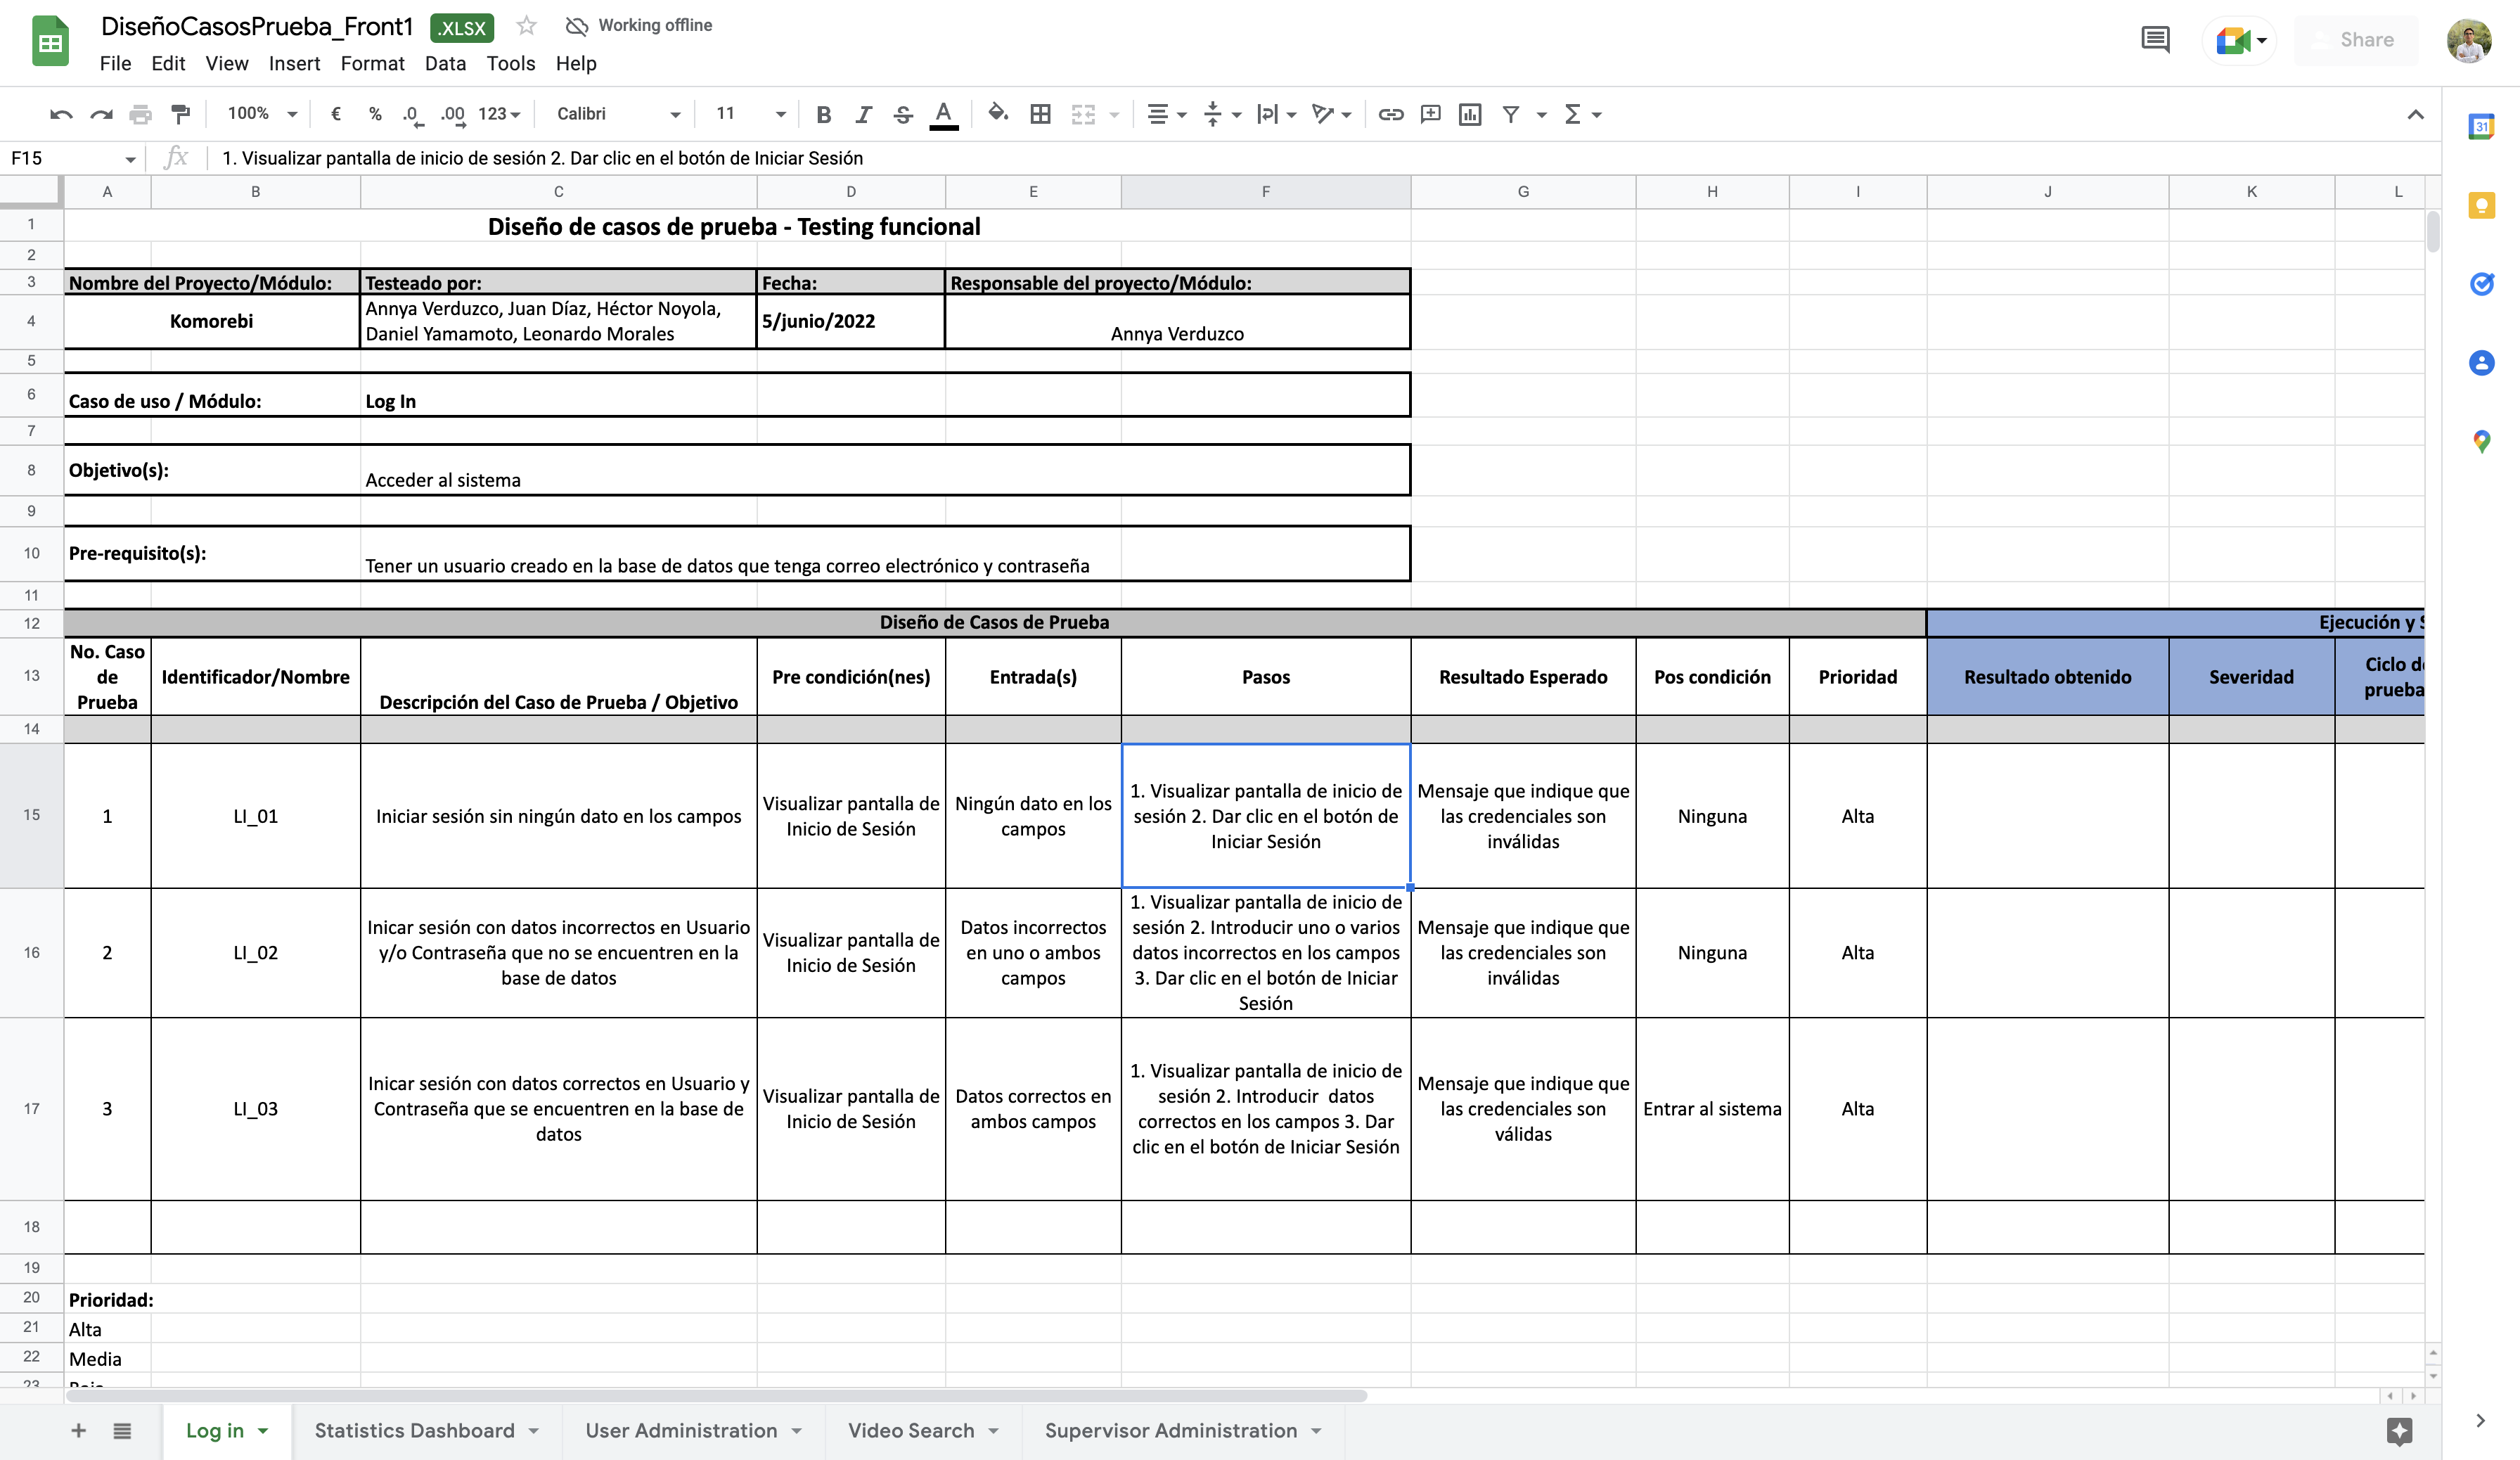 DiseñoCasosPrueba_Front1 .XLSX Working offline
File Edit View Insert Format Data Tools Help
Share
100% € % .0 .00 123 Calibri 11 B I S A
31
F15 fx 1. Visualizar pantalla de inicio de sesión 2. Dar clic en el botón de Iniciar Sesión
A B C D E F G H I J K L
1 Diseño de casos de prueba - Testing funcional
2
3 Nombre del Proyecto/Módulo: Testeado por: Fecha: Responsable del proyecto/Módulo:
4 Komorebi
Annya Verduzco, Juan Díaz, Héctor Noyola,
Daniel Yamamoto, Leonardo Morales
5/junio/2022
Annya Verduzco
5
6 Caso de uso / Módulo: Log In
7
8 Objetivo(s): Acceder al sistema
9
10 Pre-requisito(s): Tener un usuario creado en la base de datos que tenga correo electrónico y contraseña
11
12 Diseño de Casos de Prueba Ejecución y
13
No. Caso
de
Prueba
Identificador/Nombre
Descripción del Caso de Prueba / Objetivo
Pre condición(nes)
Entrada(s)
Pasos
Resultado Esperado
Pos condición
Prioridad
Resultado obtenido
Severidad
Ciclo de
prueba
14
15
1
LI_01
Iniciar sesión sin ningún dato en los campos
Visualizar pantalla de
Inicio de Sesión
Ningún dato en los
campos
1. Visualizar pantalla de inicio de
sesión 2. Dar clic en el botón de
Iniciar Sesión
Mensaje que indique que
las credenciales son
inválidas
Ninguna
Alta
16
2
LI_02
Inicar sesión con datos incorrectos en Usuario
y/o Contraseña que no se encuentren en la
base de datos
Visualizar pantalla de
Inicio de Sesión
Datos incorrectos
en uno o ambos
campos
1. Visualizar pantalla de inicio de
sesión 2. Introducir uno o varios
datos incorrectos en los campos
3. Dar clic en el botón de Iniciar
Sesión
Mensaje que indique que
las credenciales son
inválidas
Ninguna
Alta
17
3
LI_03
Inicar sesión con datos correctos en Usuario y
Contraseña que se encuentren en la base de
datos
Visualizar pantalla de
Inicio de Sesión
Datos correctos en
ambos campos
1. Visualizar pantalla de inicio de
sesión 2. Introducir  datos
correctos en los campos 3. Dar
clic en el botón de Iniciar Sesión
Mensaje que indique que
las credenciales son
válidas
Entrar al sistema
Alta
18
19
20 Prioridad:
21 Alta
22 Media
23
Log in Statistics Dashboard User Administration Video Search Supervisor Administration